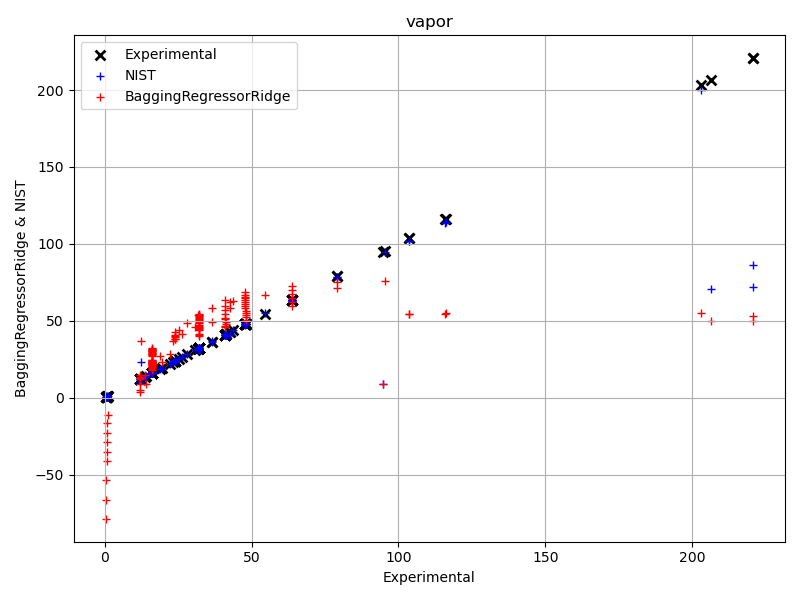 vapor
Experimental
NIST
BaggingRegressorRidge
BaggingRegressorRidge & NIST
200
150
100
50
0
−50
0 50 100 150 200
Experimental